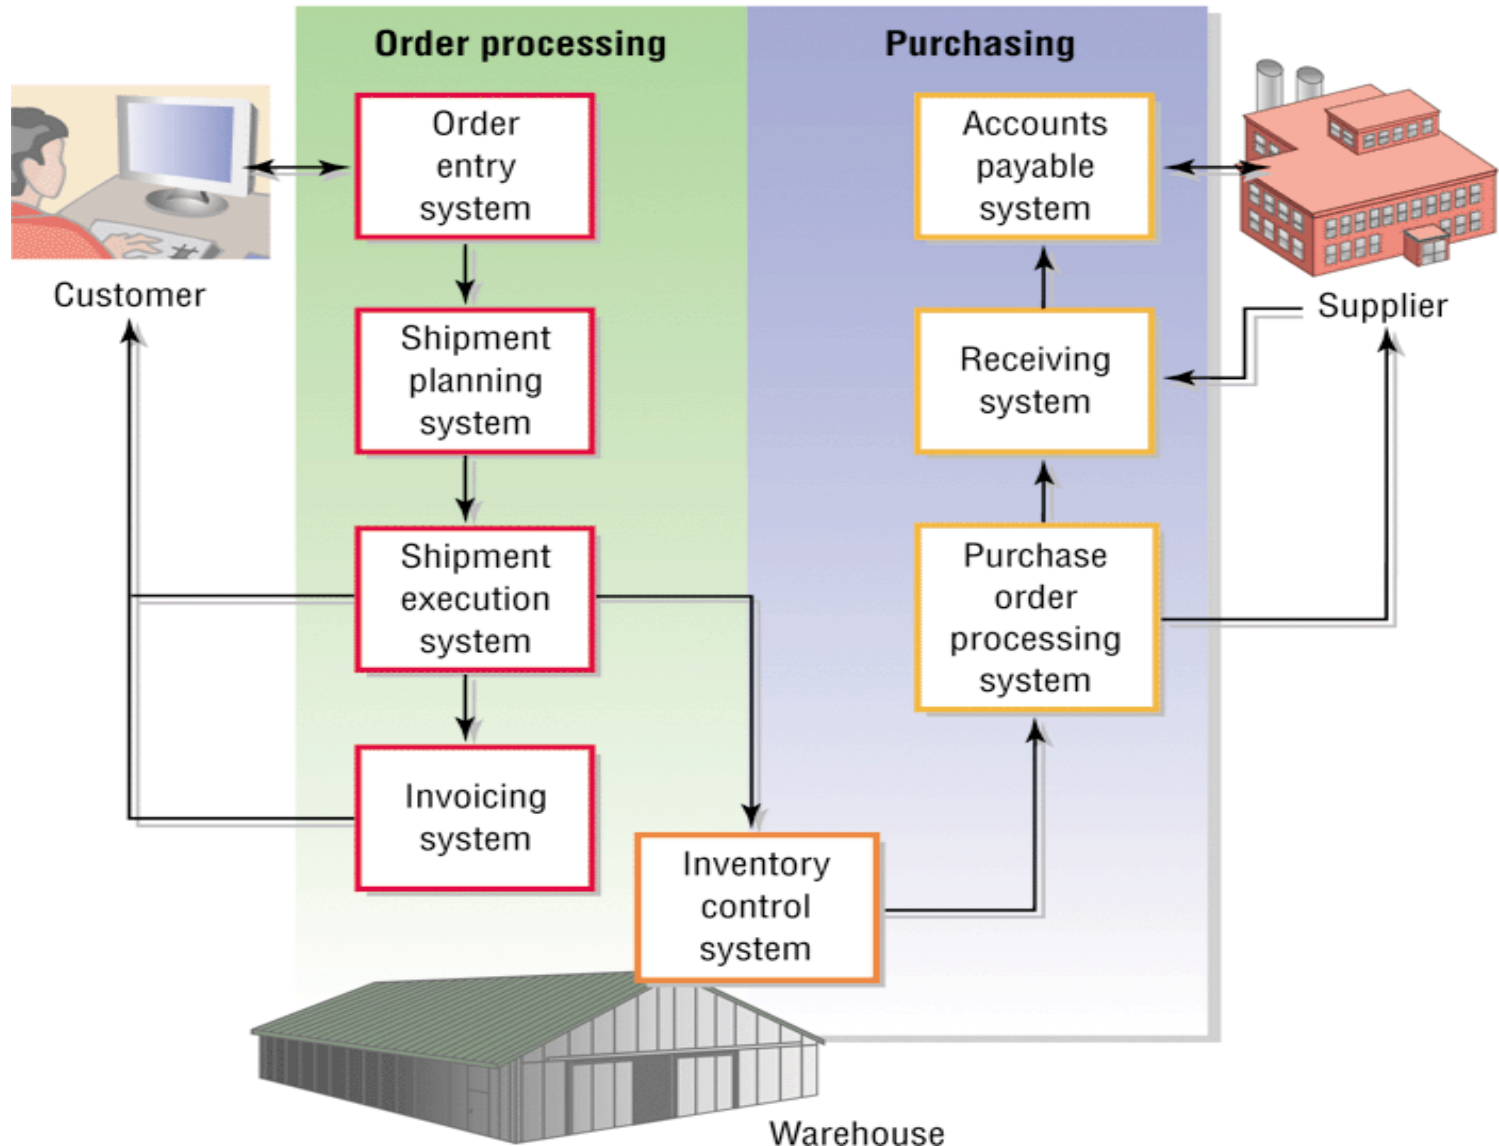 Order processing
Purchasing
Order
entry
system
Accounts
payable
system
Customer
Supplier
Shipment
planning
system
Receiving
system
Shipment
execution
system
Purchase
order
processing
system
Invoicing
system
Inventory
control
system
Warehouse